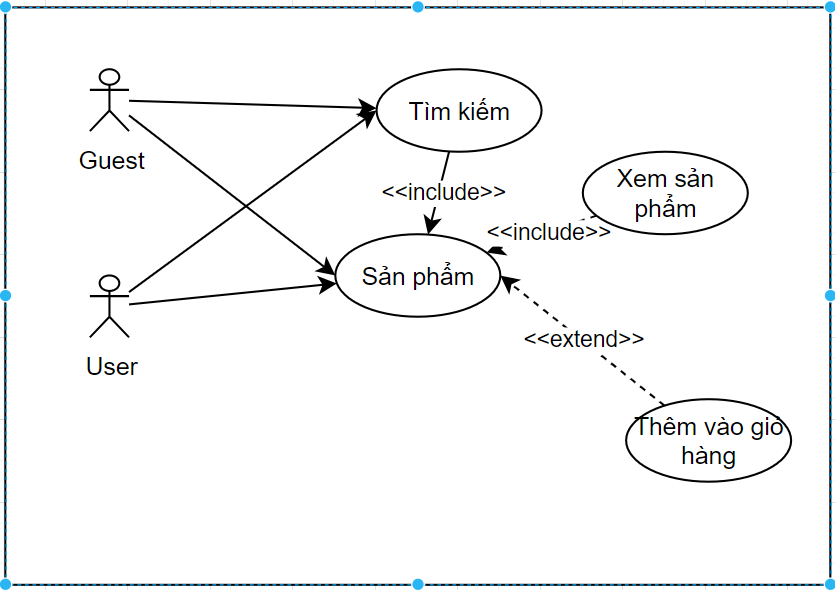 Tìm kiếm
Guest
<<include>>
Xem sản
phẩm
<<include>>
Sản phẩm
<<extend>>
User
Thêm vào giỏ
hàng